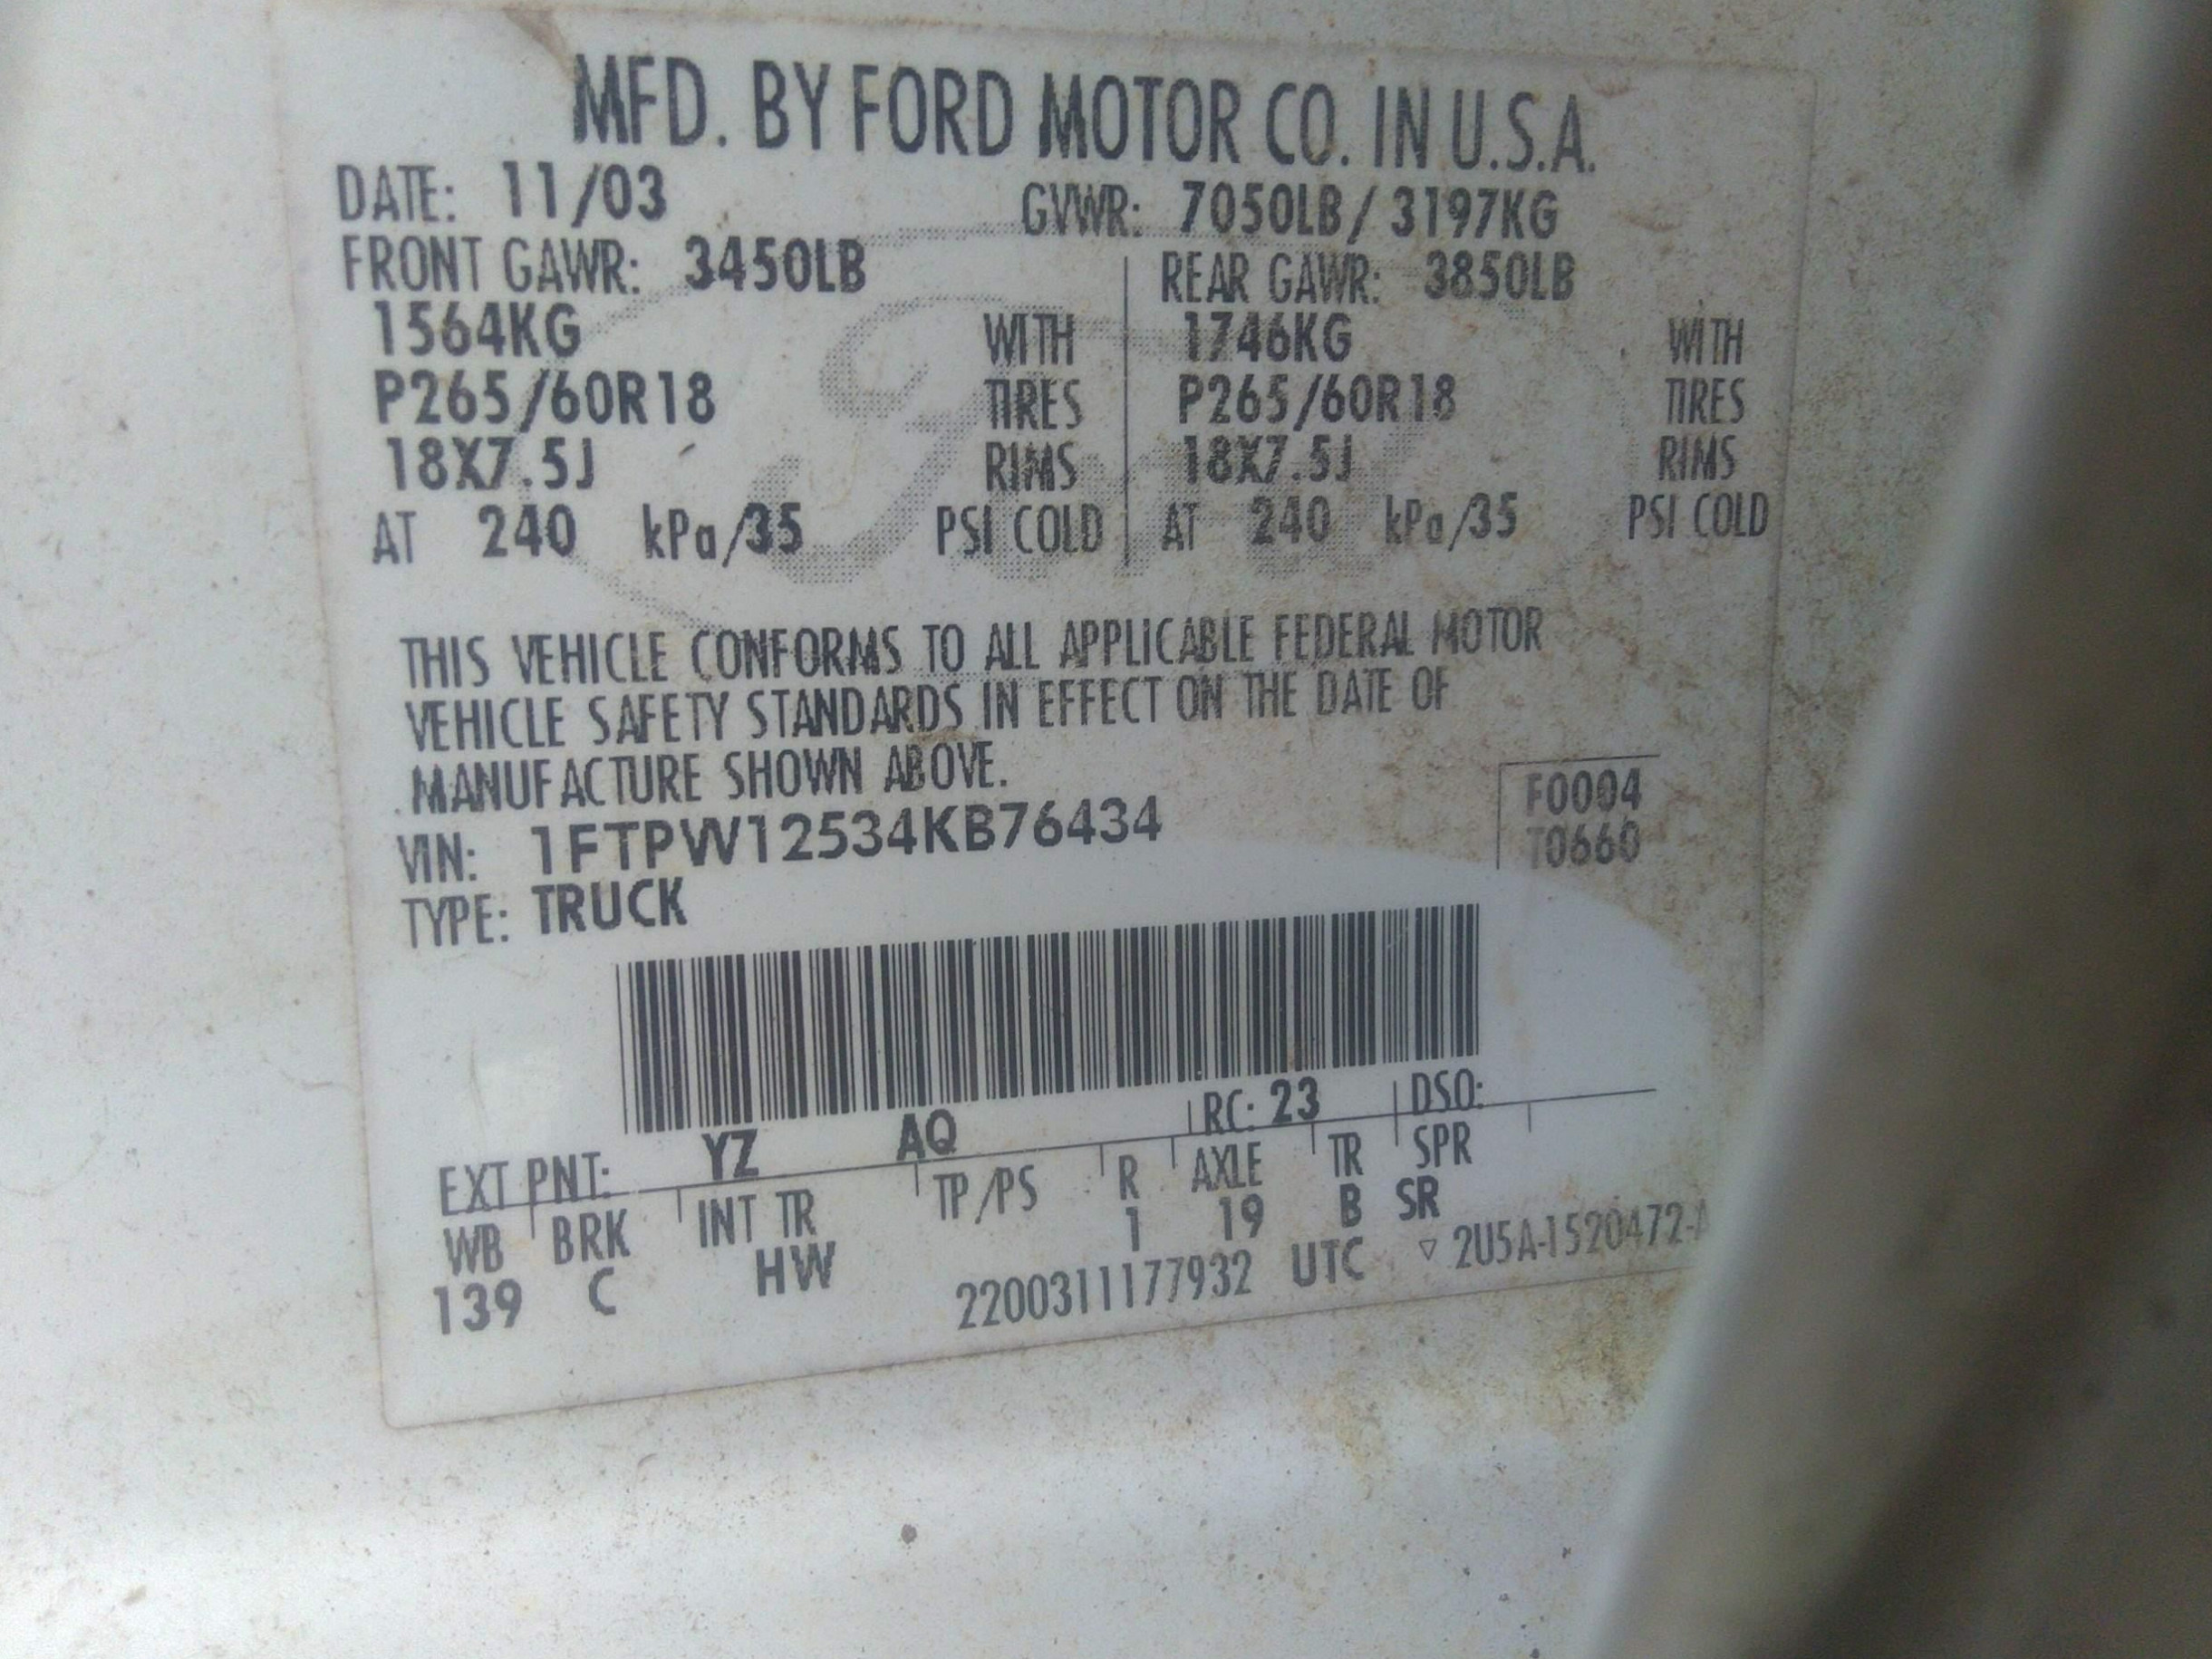 MFD. BY FORD MOTOR CO. IN U.S.A.
DATE: 11/03 GVWR: 7050LB/ 3197KG
FRONT GAWR: 3450LB REAR GAWR: 3850LB
1564KG WITH 1746KG WITH
P265/60R18 TIRES P265/60R18 TIRES
18X7.5J RIMS 18X7.5J RIMS
AT 240 kPa/35 PSI COLD AT 240 kPa/35 PSI COLD
Ford
THIS VEHICLE CONFORMS TO ALL APPLICABLE FEDERAL MOTOR
VEHICLE SAFETY STANDARDS IN EFFECT ON THE DATE OF
MANUFACTURE SHOWN ABOVE.
F0004
VIN: 1FTPW12534KB76434
T0660
TYPE: TRUCK
EXT PNT: YZ AQ RC: 23 DSO:
WB BRK INT TR TP/PS R AXLE TR SPR
139 C HW 1 19 B SR
2200311177932 UTC ▽ 2U5A-1520472-A